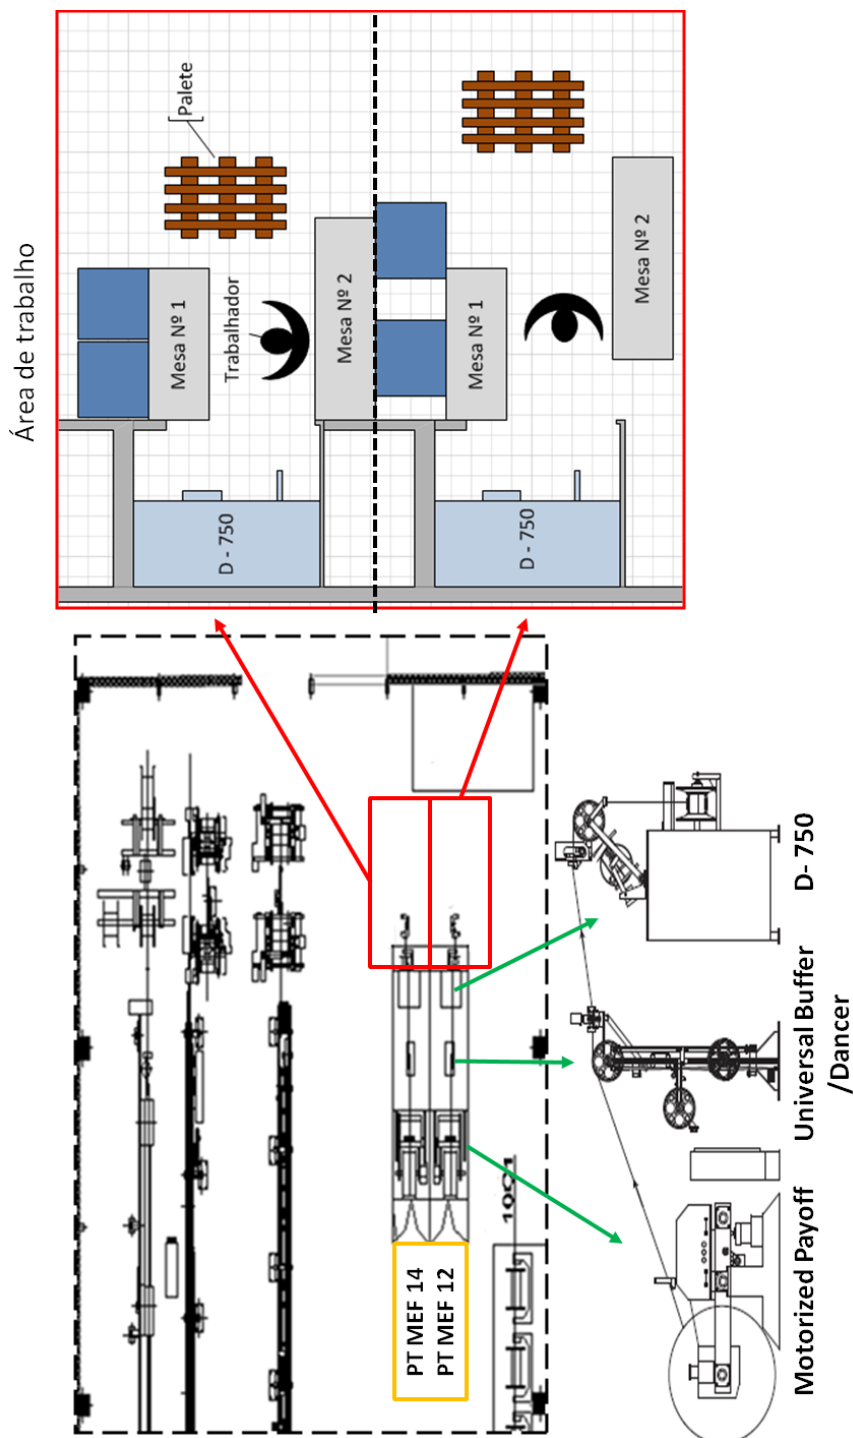 Área de trabalho
Palete
Mesa Nº 1
Trabalhador
D - 750
Mesa Nº 2
Mesa Nº 1
D - 750
Mesa Nº 2
PT MEF 14
PT MEF 12
Motorized Payoff
Universal Buffer
/Dancer
D- 750